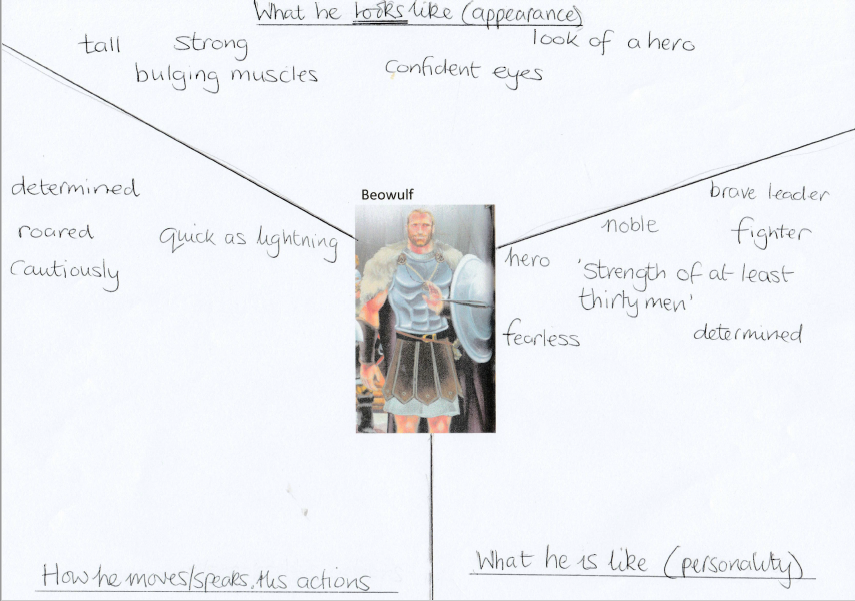 What he looks like (appearance)
tall strong look of a hero
bulging muscles confident eyes
Beowulf
determined
roared quick as lightning
cautiously
brave leader
noble fighter
hero 'strength of at least
thirty men'
fearless determined
How he moves/speaks. His actions
What he is like (personality)